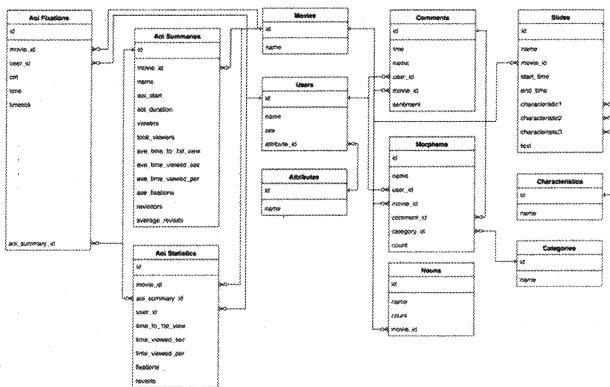 Aoi Fixations
id
movie_id
user_id
cnt
time
timeslot
aoi_summary_id
Aoi Summaries
id
movie_id
name
aoi_start
aoi_duration
viewers
total_viewers
ave_time_to_1st_view
ave_time_viewed_sec
ave_time_viewed_per
ave_fixations
revisitors
average_revisits
Aoi Statistics
id
movie_id
aoi_summary_id
user_id
time_to_1st_view
time_viewed_sec
time_viewed_per
fixations
revisits
Movies
id
name
Users
id
name
sex
attribute_id
Attributes
id
name
Comments
id
time
name
user_id
movie_id
sentiment
Morphems
id
name
user_id
movie_id
comment_id
category_id
count
Nouns
id
name
count
movie_id
Slides
id
name
movie_id
start_time
end_time
characteristic1
characteristic2
characteristic3
text
Characteristics
id
name
Categories
id
name